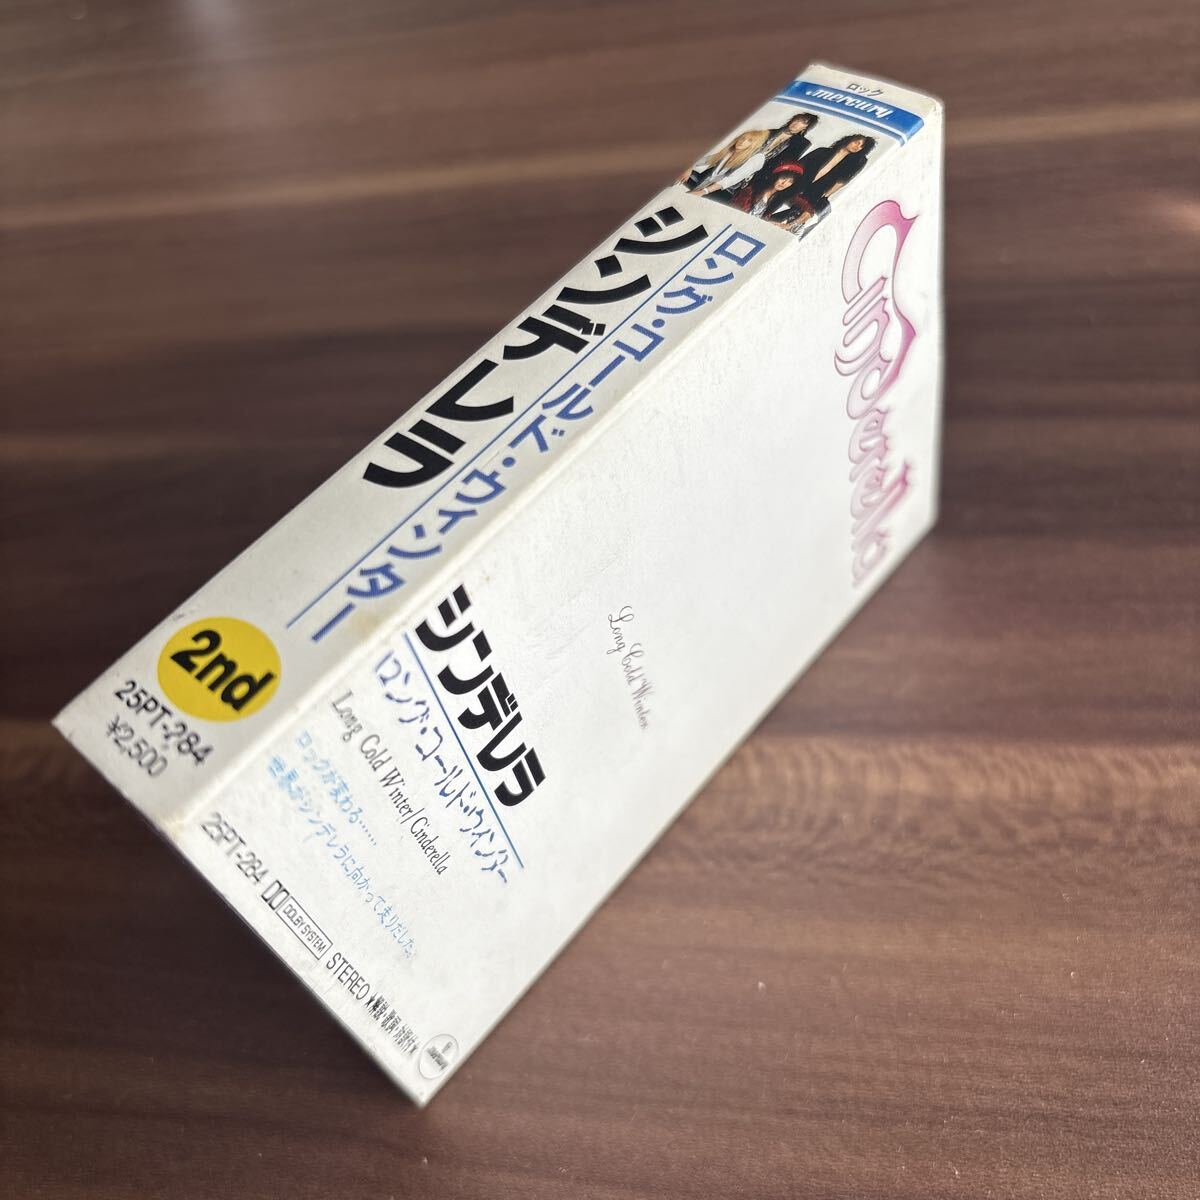 ロック
mercury
シンデレラ
ロング・コールド・ウィンター
2nd
25PT-284
¥2,500
Cinderella
Long Cold Winter
シンデレラ
ロング・コールド・ウィンター
Long Cold Winter/Cinderella
ロックが変わる……
世界がシンデレラに向かって走りだした。
25PT-284 DOLBY SYSTEM STEREO
mercury